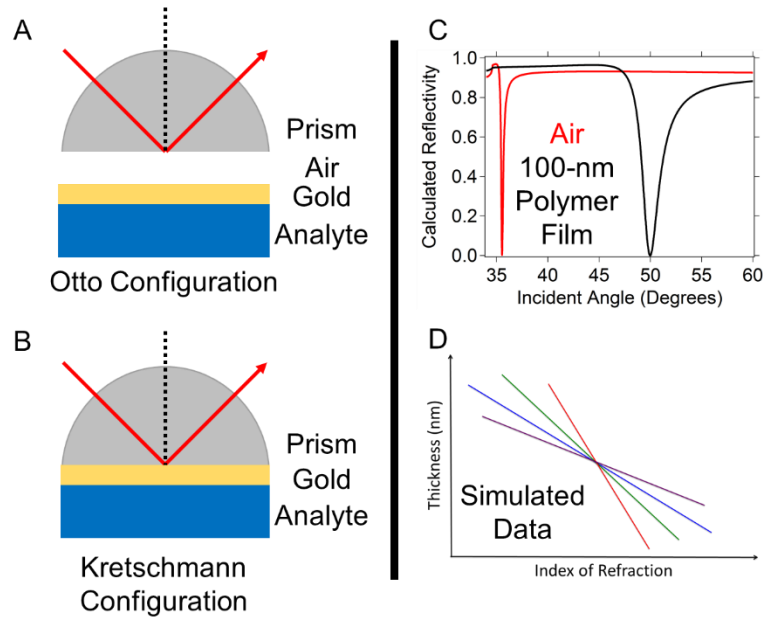 A
Prism
Air
Gold
Analyte
Otto Configuration
B
Prism
Gold
Analyte
Kretschmann
Configuration
C
Calculated Reflectivity
1.0
0.8
0.6
0.4
0.2
0.0
Air
100-nm
Polymer
Film
35 40 45 50 55 60
Incident Angle (Degrees)
D
Thickness (nm)
Simulated
Data
Index of Refraction